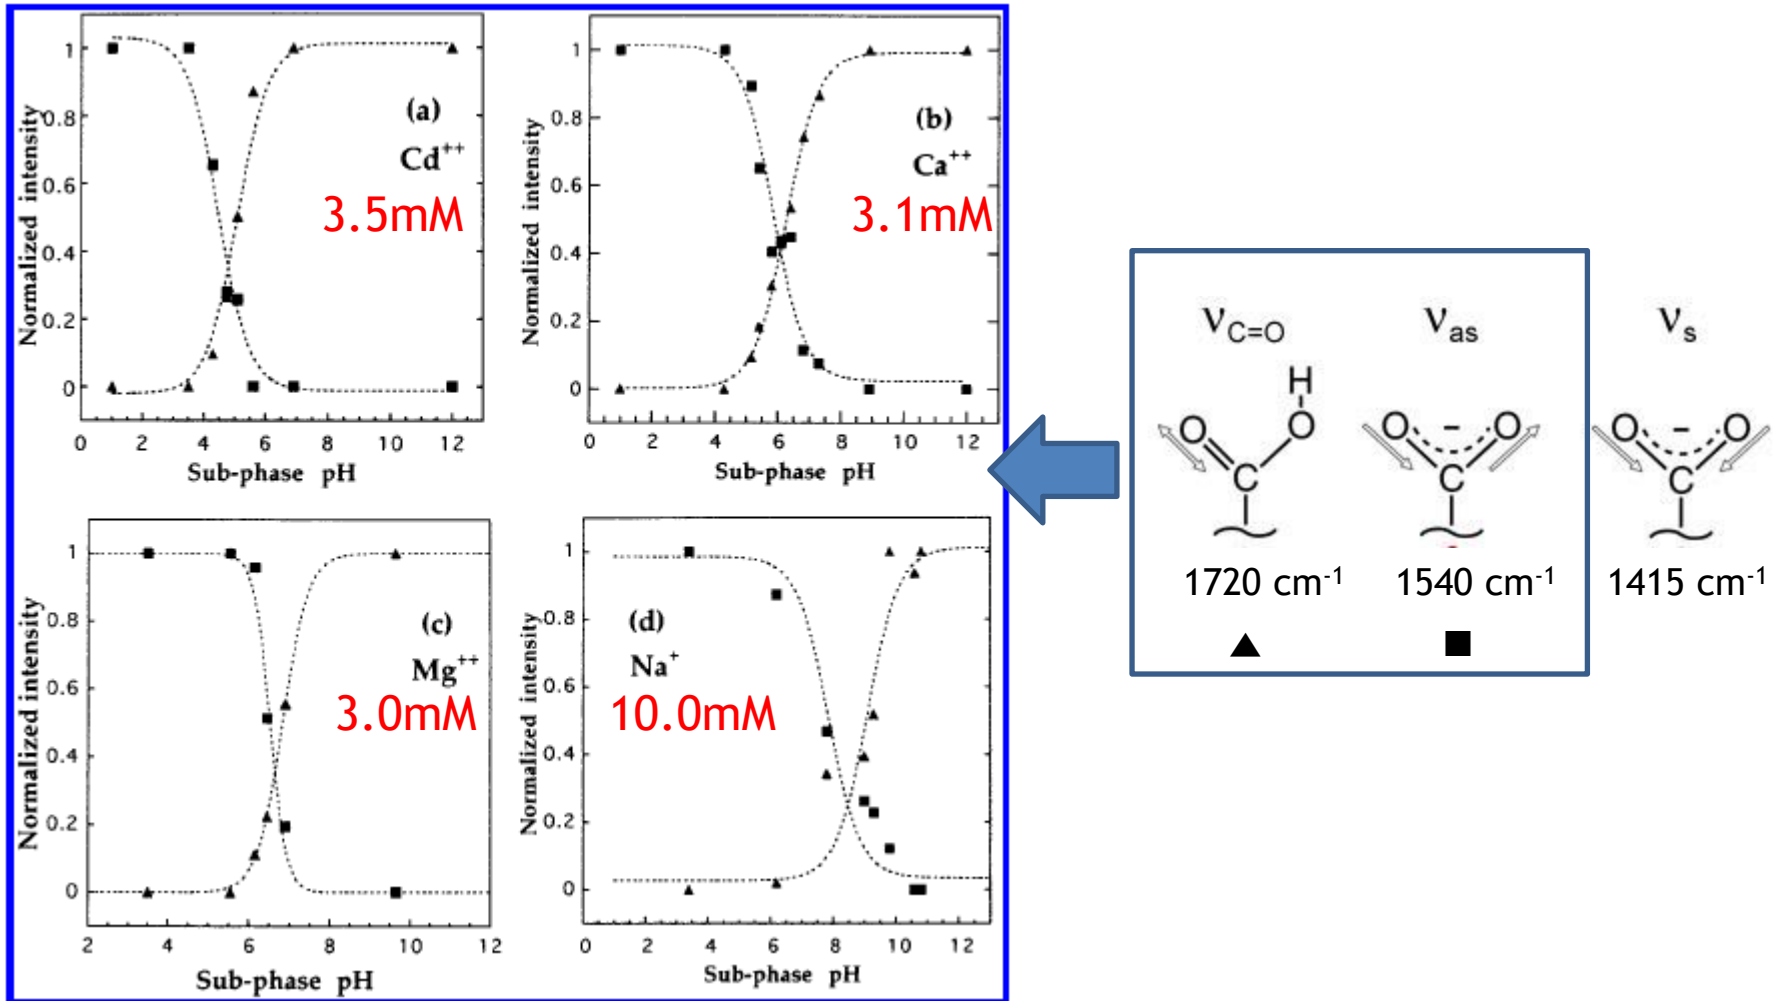 (a)
Cd++
3.5mM
Normalized intensity
1
0.8
0.6
0.4
0.2
0
0 2 4 6 8 10 12
Sub-phase pH
(b)
Ca++
3.1mM
Normalized intensity
1
0.8
0.6
0.4
0.2
0
0 2 4 6 8 10 12
Sub-phase pH
(c)
Mg++
3.0mM
Normalized intensity
1
0.8
0.6
0.4
0.2
0
2 4 6 8 10 12
Sub-phase pH
(d)
Na+
10.0mM
Normalized intensity
1
0.8
0.6
0.4
0.2
0
0 2 4 6 8 10 12
Sub-phase pH
νC=O νas νs
H
O O O - O O - O
C C C
1720 cm-1 1540 cm-1 1415 cm-1